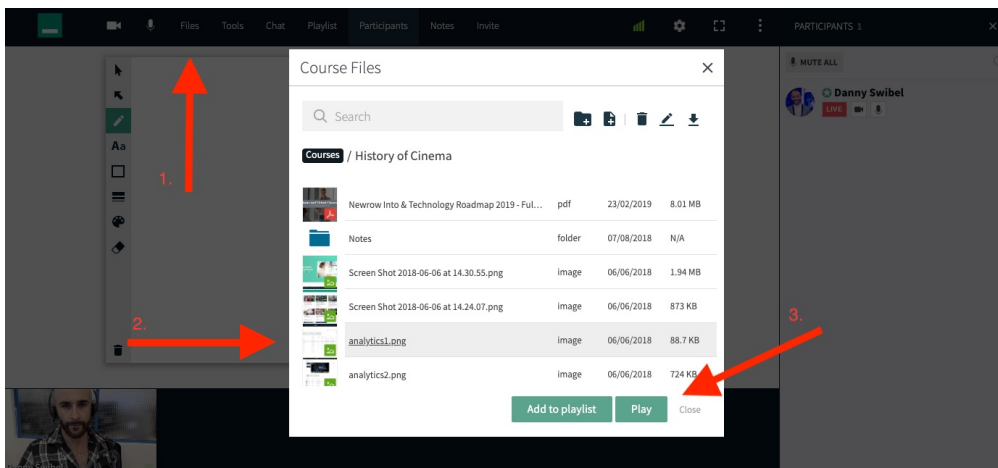 Files Tools Chat Playlist Participants Notes Invite PARTICIPANTS 1
MUTE ALL
Danny Swibel
LIVE
Aa
1.
2.
3.
Course Files
Search
Courses / History of Cinema
Newrow Into & Technology Roadmap 2019 - Ful... pdf 23/02/2019 8.01 MB
Notes folder 07/08/2018 N/A
Screen Shot 2018-06-06 at 14.30.55.png image 06/06/2018 1.94 MB
Screen Shot 2018-06-06 at 14.24.07.png image 06/06/2018 873 KB
analytics1.png image 06/06/2018 88.7 KB
analytics2.png image 06/06/2018 724 KB
Add to playlist Play Close